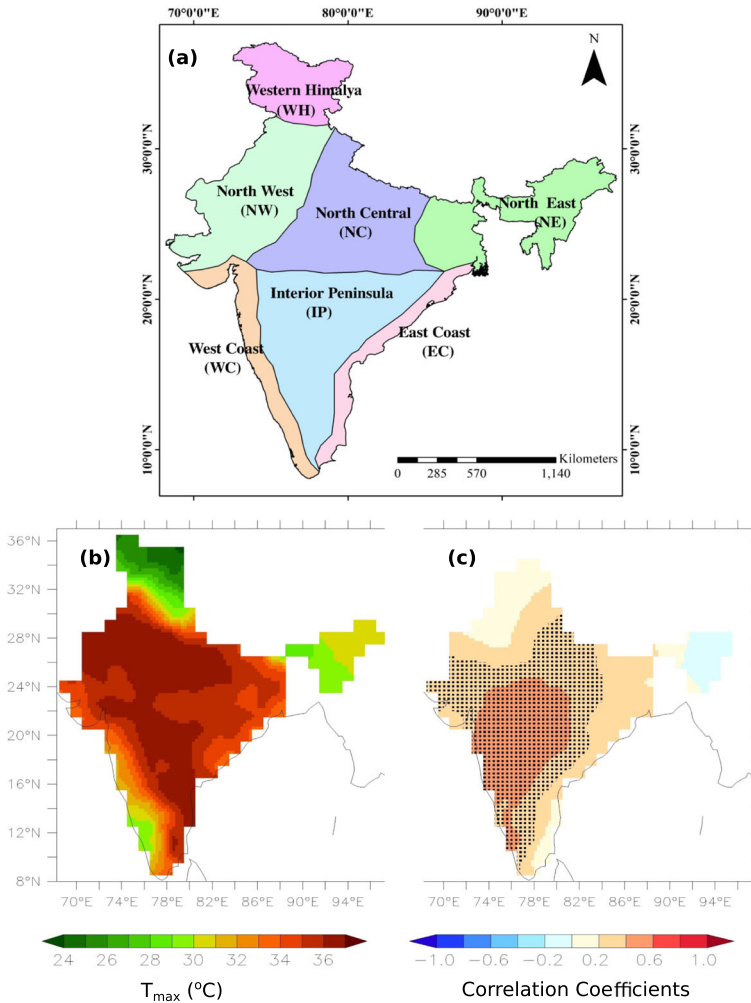 70°0'0"E 80°0'0"E 90°0'0"E
(a)
N
Western Himalya
(WH)
30°0'0"N
30°0'0"N
North West
(NW)
North Central
(NC)
North East
(NE)
20°0'0"N
20°0'0"N
Interior Peninsula
(IP)
East Coast
(EC)
West Coast
(WC)
10°0'0"N
10°0'0"N
Kilometers
0 285 570 1,140
(b)
36°N
32°N
28°N
24°N
20°N
16°N
12°N
8°N
70°E 74°E 78°E 82°E 86°E 90°E 94°E
24 26 28 30 32 34 36
Tmax (°C)
(c)
70°E 74°E 78°E 82°E 86°E 90°E 94°E
−1.0 −0.6 −0.2 0.2 0.6 1.0
Correlation Coefficients